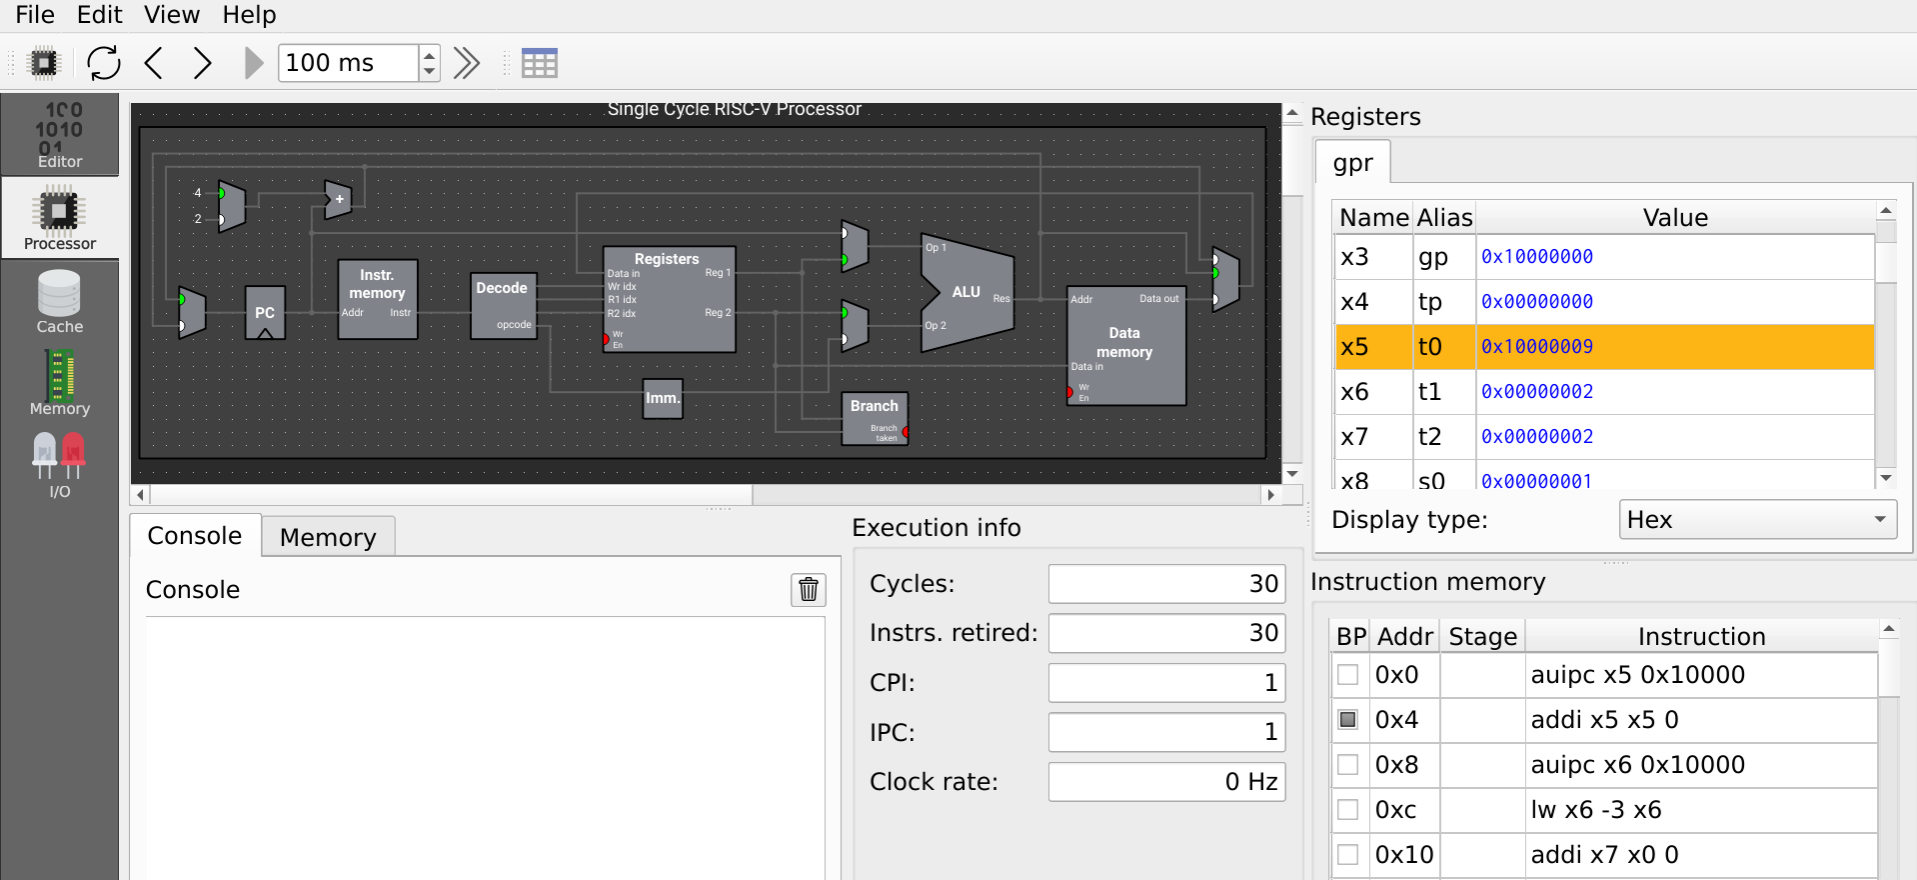 File Edit View Help
100 ms
100
1010
01
Editor
Processor
Cache
Memory
I/O
Single Cycle RISC-V Processor
4
2
+
PC
Instr.
memory
Addr Instr
Decode
opcode
Registers
Data in Reg 1
Wr idx
R1 idx
R2 idx Reg 2
Wr
En
Imm.
Op 1
ALU
Res
Op 2
Branch
Branch
taken
Addr Data out
Data
memory
Data in
Wr
En
Console Memory
Console
Execution info
Cycles: 30
Instrs. retired: 30
CPI: 1
IPC: 1
Clock rate: 0 Hz
Registers
gpr
Name Alias Value
x3 gp 0x10000000
x4 tp 0x00000000
x5 t0 0x10000009
x6 t1 0x00000002
x7 t2 0x00000002
x8 s0 0x00000001
Display type: Hex
Instruction memory
BP Addr Stage Instruction
0x0 auipc x5 0x10000
0x4 addi x5 x5 0
0x8 auipc x6 0x10000
0xc lw x6 -3 x6
0x10 addi x7 x0 0